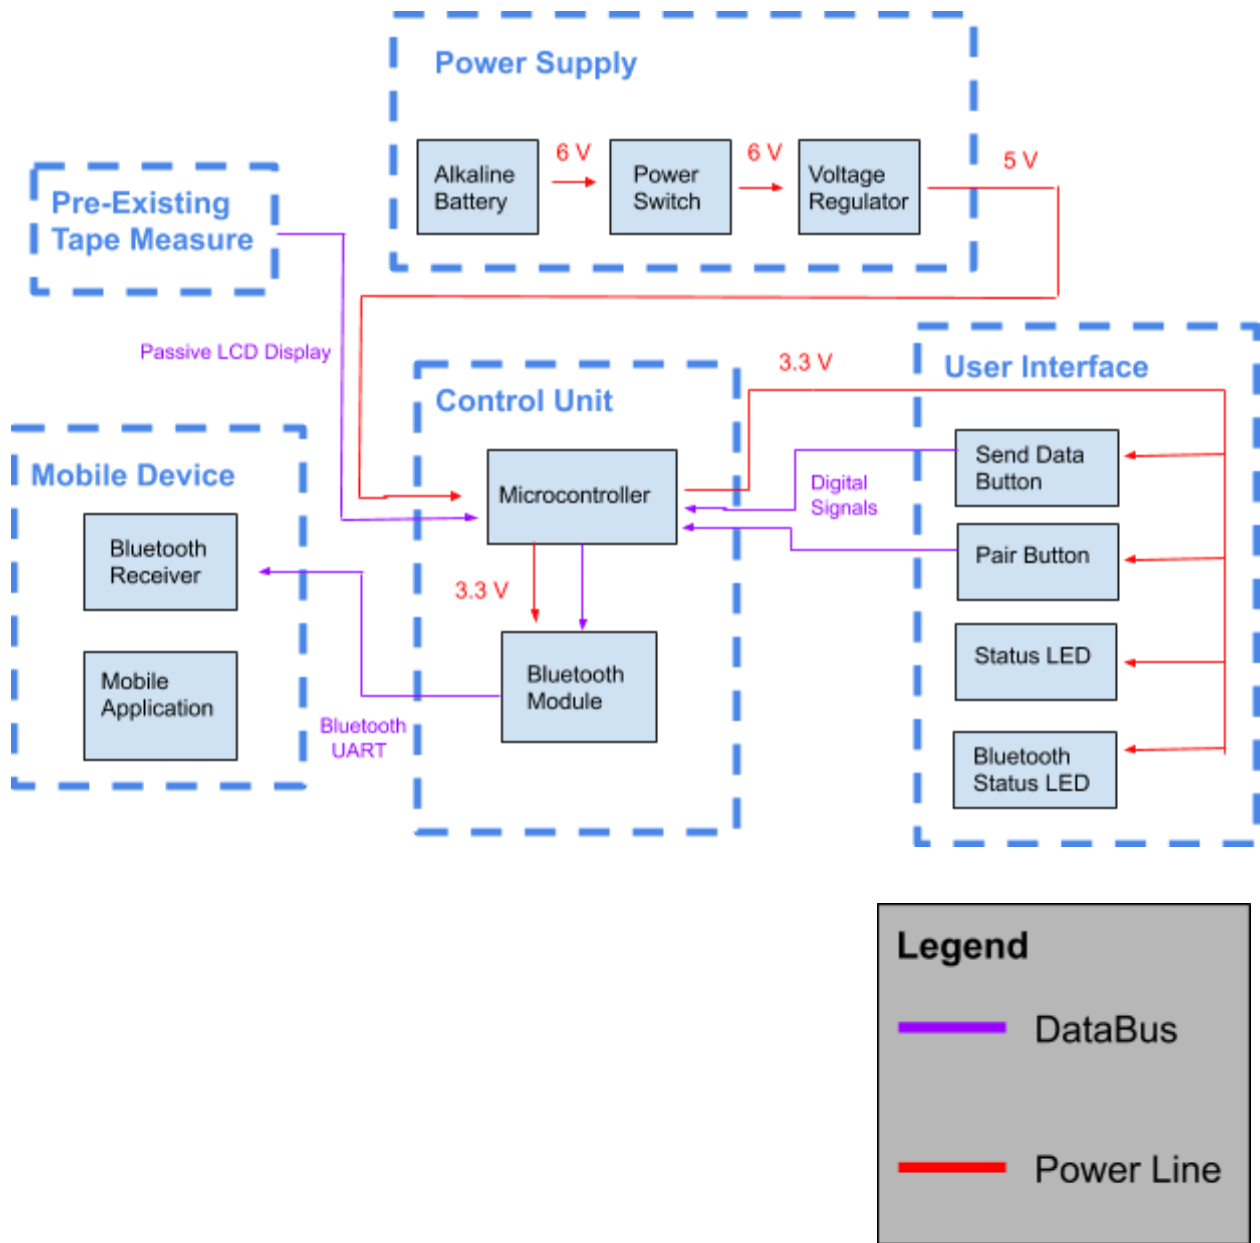 Power Supply
Alkaline
Battery
6 V
Power
Switch
6 V
Voltage
Regulator
5 V
Pre-Existing
Tape Measure
Passive LCD Display
Control Unit
Microcontroller
3.3 V
Bluetooth
Module
3.3 V
User Interface
Send Data
Button
Digital
Signals
Pair Button
Status LED
Bluetooth
Status LED
Mobile Device
Bluetooth
Receiver
Mobile
Application
Bluetooth
UART
Legend
DataBus
Power Line